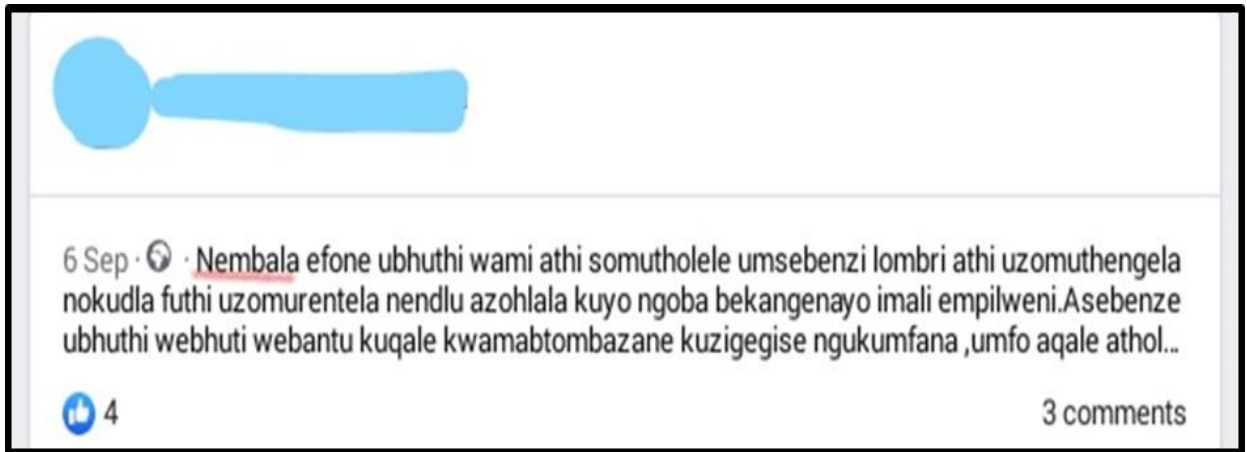 6 Sep · · Nembala efone ubhuthi wami athi somutholele umsebenzi lombri athi uzomuthengela
nokudla futhi uzomurentela nendlu azohlala kuyo ngoba bekangenayo imali empilweni.Asebenze
ubhuthi webhuti webantu kuqale kwamabtombazane kuzigegise ngukumfana ,umfo aqale athol...
4
3 comments